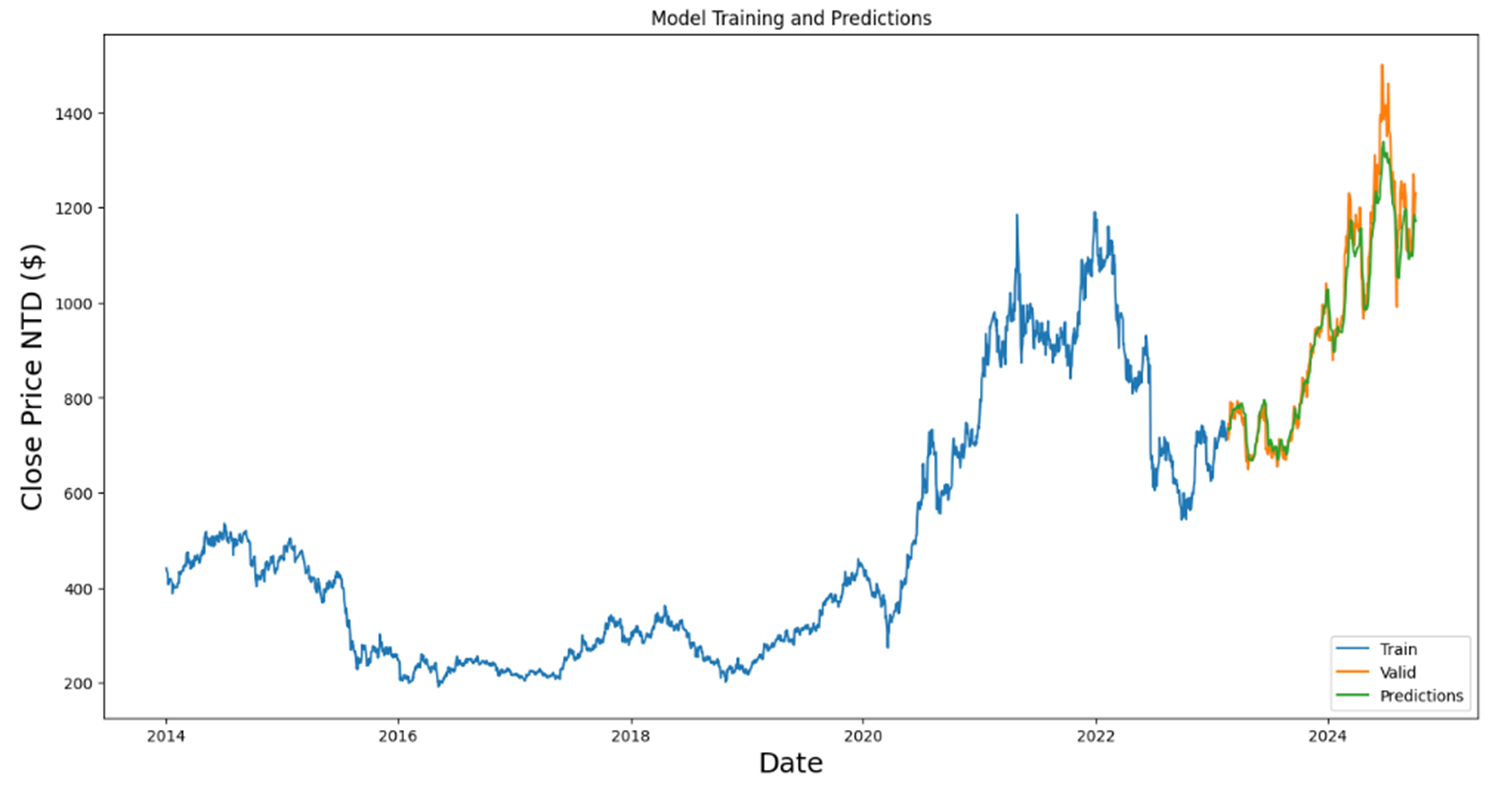 Model Training and Predictions
Close Price NTD ($)
1400
1200
1000
800
600
400
200
2014 2016 2018 2020 2022 2024
Date
Train
Valid
Predictions